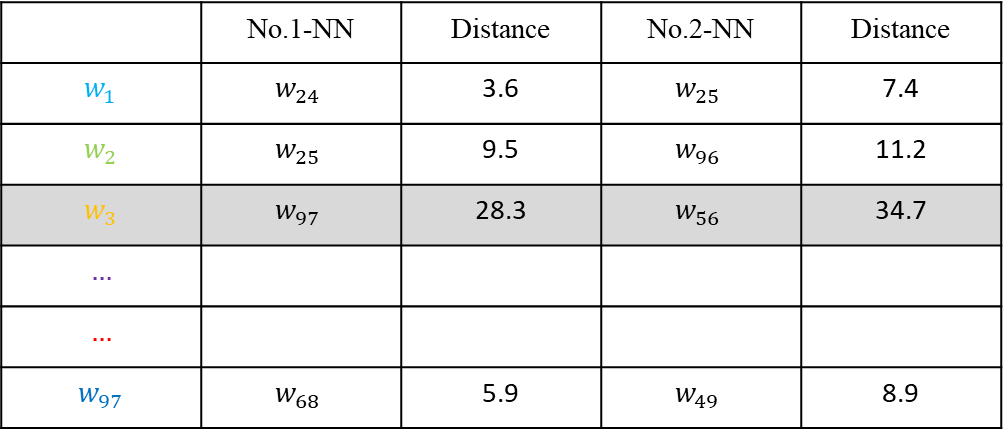 No.1-NN Distance No.2-NN Distance
w₁ w₂₄ 3.6 w₂₅ 7.4
w₂ w₂₅ 9.5 w₉₆ 11.2
w₃ w₉₇ 28.3 w₅₆ 34.7
...
...
w₉₇ w₆₈ 5.9 w₄₉ 8.9